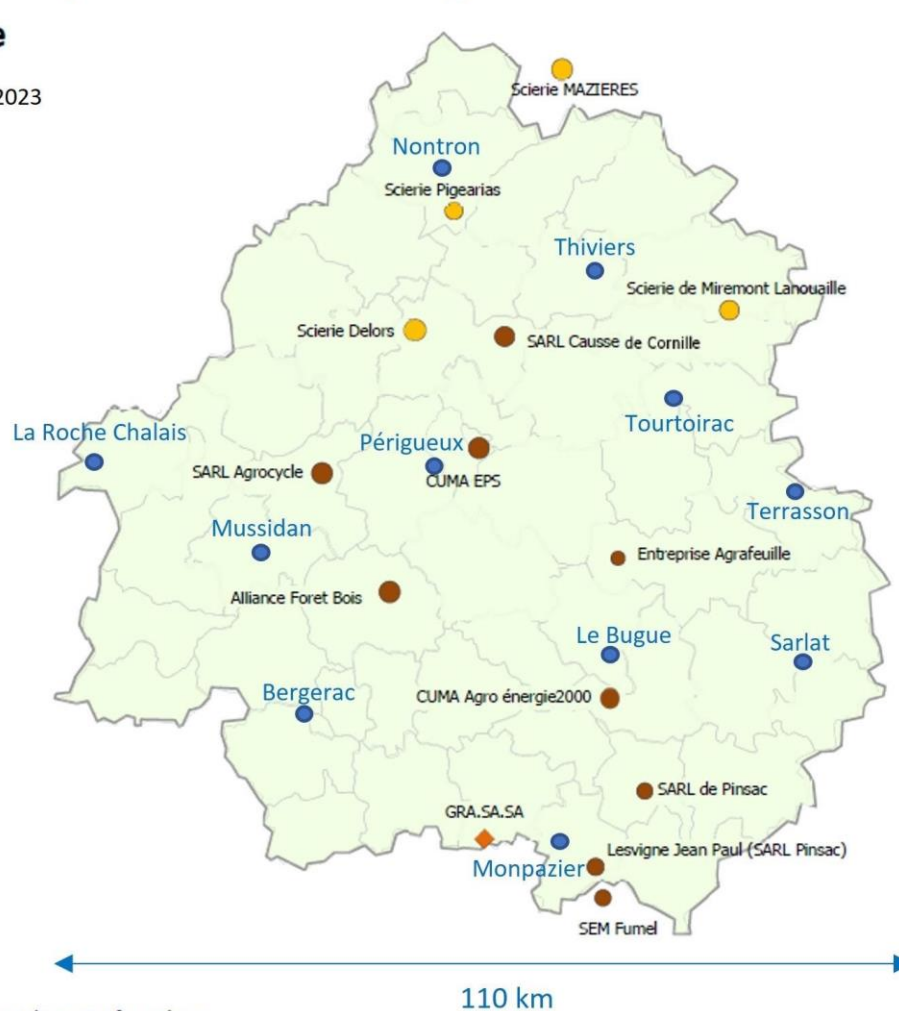 e
2023
Scierie MAZIERES
Nontron
Scierie Pigearias
Thiviers
Scierie de Miremont Lanouaille
Scierie Delors
SARL Causse de Cornille
Tourtoirac
La Roche Chalais
Périgueux
SARL Agrocycle
CUMA EPS
Terrasson
Mussidan
Entreprise Agrafeuille
Alliance Foret Bois
Le Bugue
Sarlat
Bergerac
CUMA Agro énergie2000
SARL de Pinsac
GRA.SA.SA
Lesvigne Jean Paul (SARL Pinsac)
Monpazier
SEM Fumel
110 km